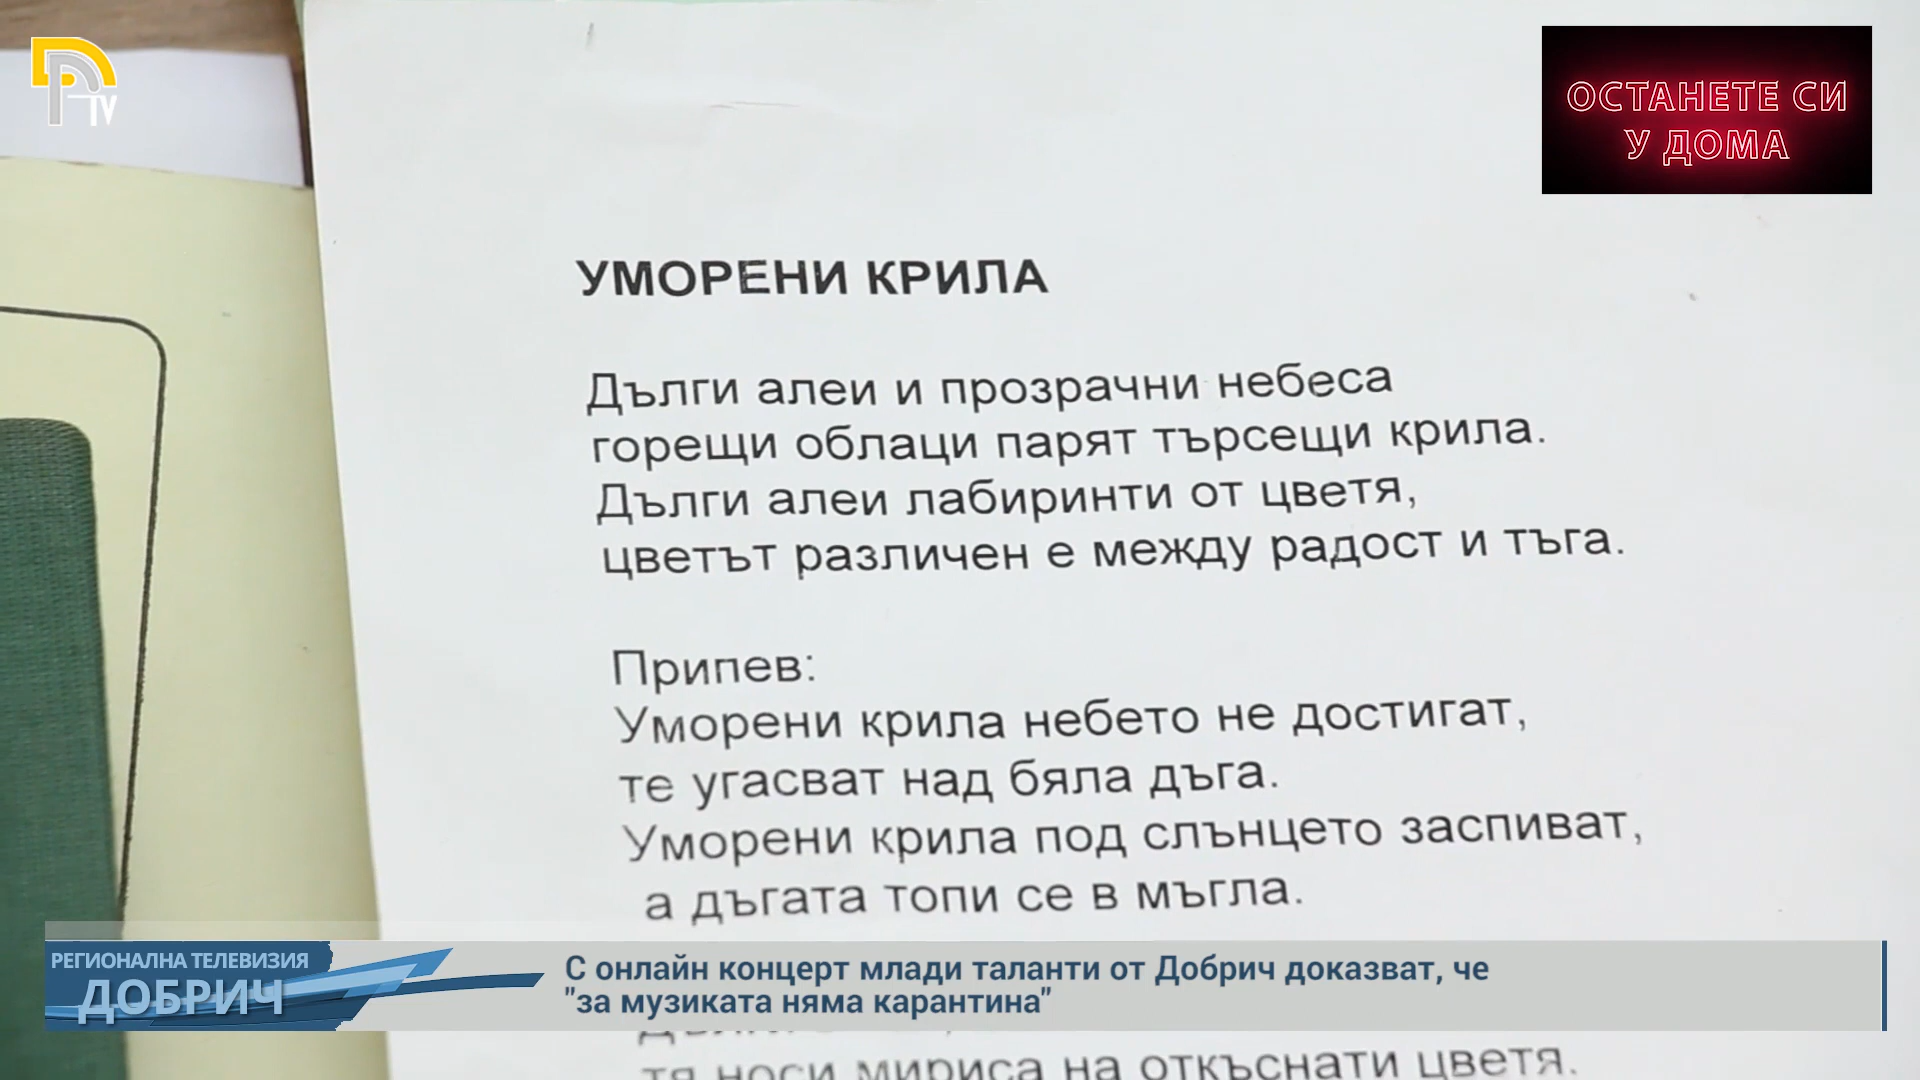 TV
ОСТАНЕТЕ СИ
У ДОМА
УМОРЕНИ КРИЛА
Дълги алеи и прозрачни небеса
горещи облаци парят търсещи крила.
Дълги алеи лабиринти от цветя,
цветът различен е между радост и тъга.
Припев:
Уморени крила небето не достигат,
те угасват над бяла дъга.
Уморени крила под слънцето заспиват,
а дъгата топи се в мъгла.
РЕГИОНАЛНА ТЕЛЕВИЗИЯ
ДОБРИЧ
С онлайн концерт млади таланти от Добрич доказват, че
"за музиката няма карантина"
тя носи мириса на откъснати цветя.